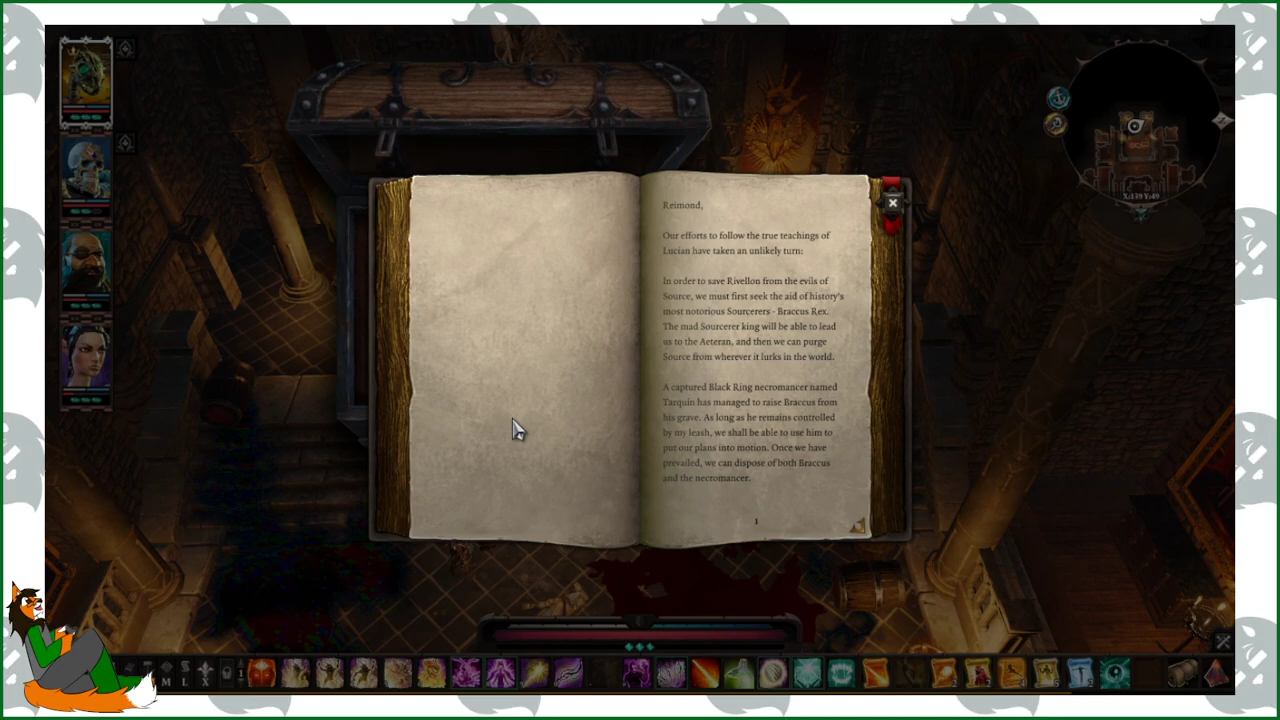 Reimond,
Our efforts to follow the true teachings of
Lucian have taken an unlikely turn:
In order to save Rivellon from the evils of
Source, we must first seek the aid of history's
most notorious Sourcerers - Braccus Rex.
The mad Sourcerer king will be able to lead
us to the Aeteran, and then we can purge
Source from wherever it lurks in the world.
A captured Black Ring necromancer named
Tarquin has managed to raise Braccus from
his grave. As long as he remains controlled
by my leash, we shall be able to use him to
put our plans into motion. Once we have
prevailed, we can dispose of both Braccus
and the necromancer.
1
X:139 Y:49
M L X
1